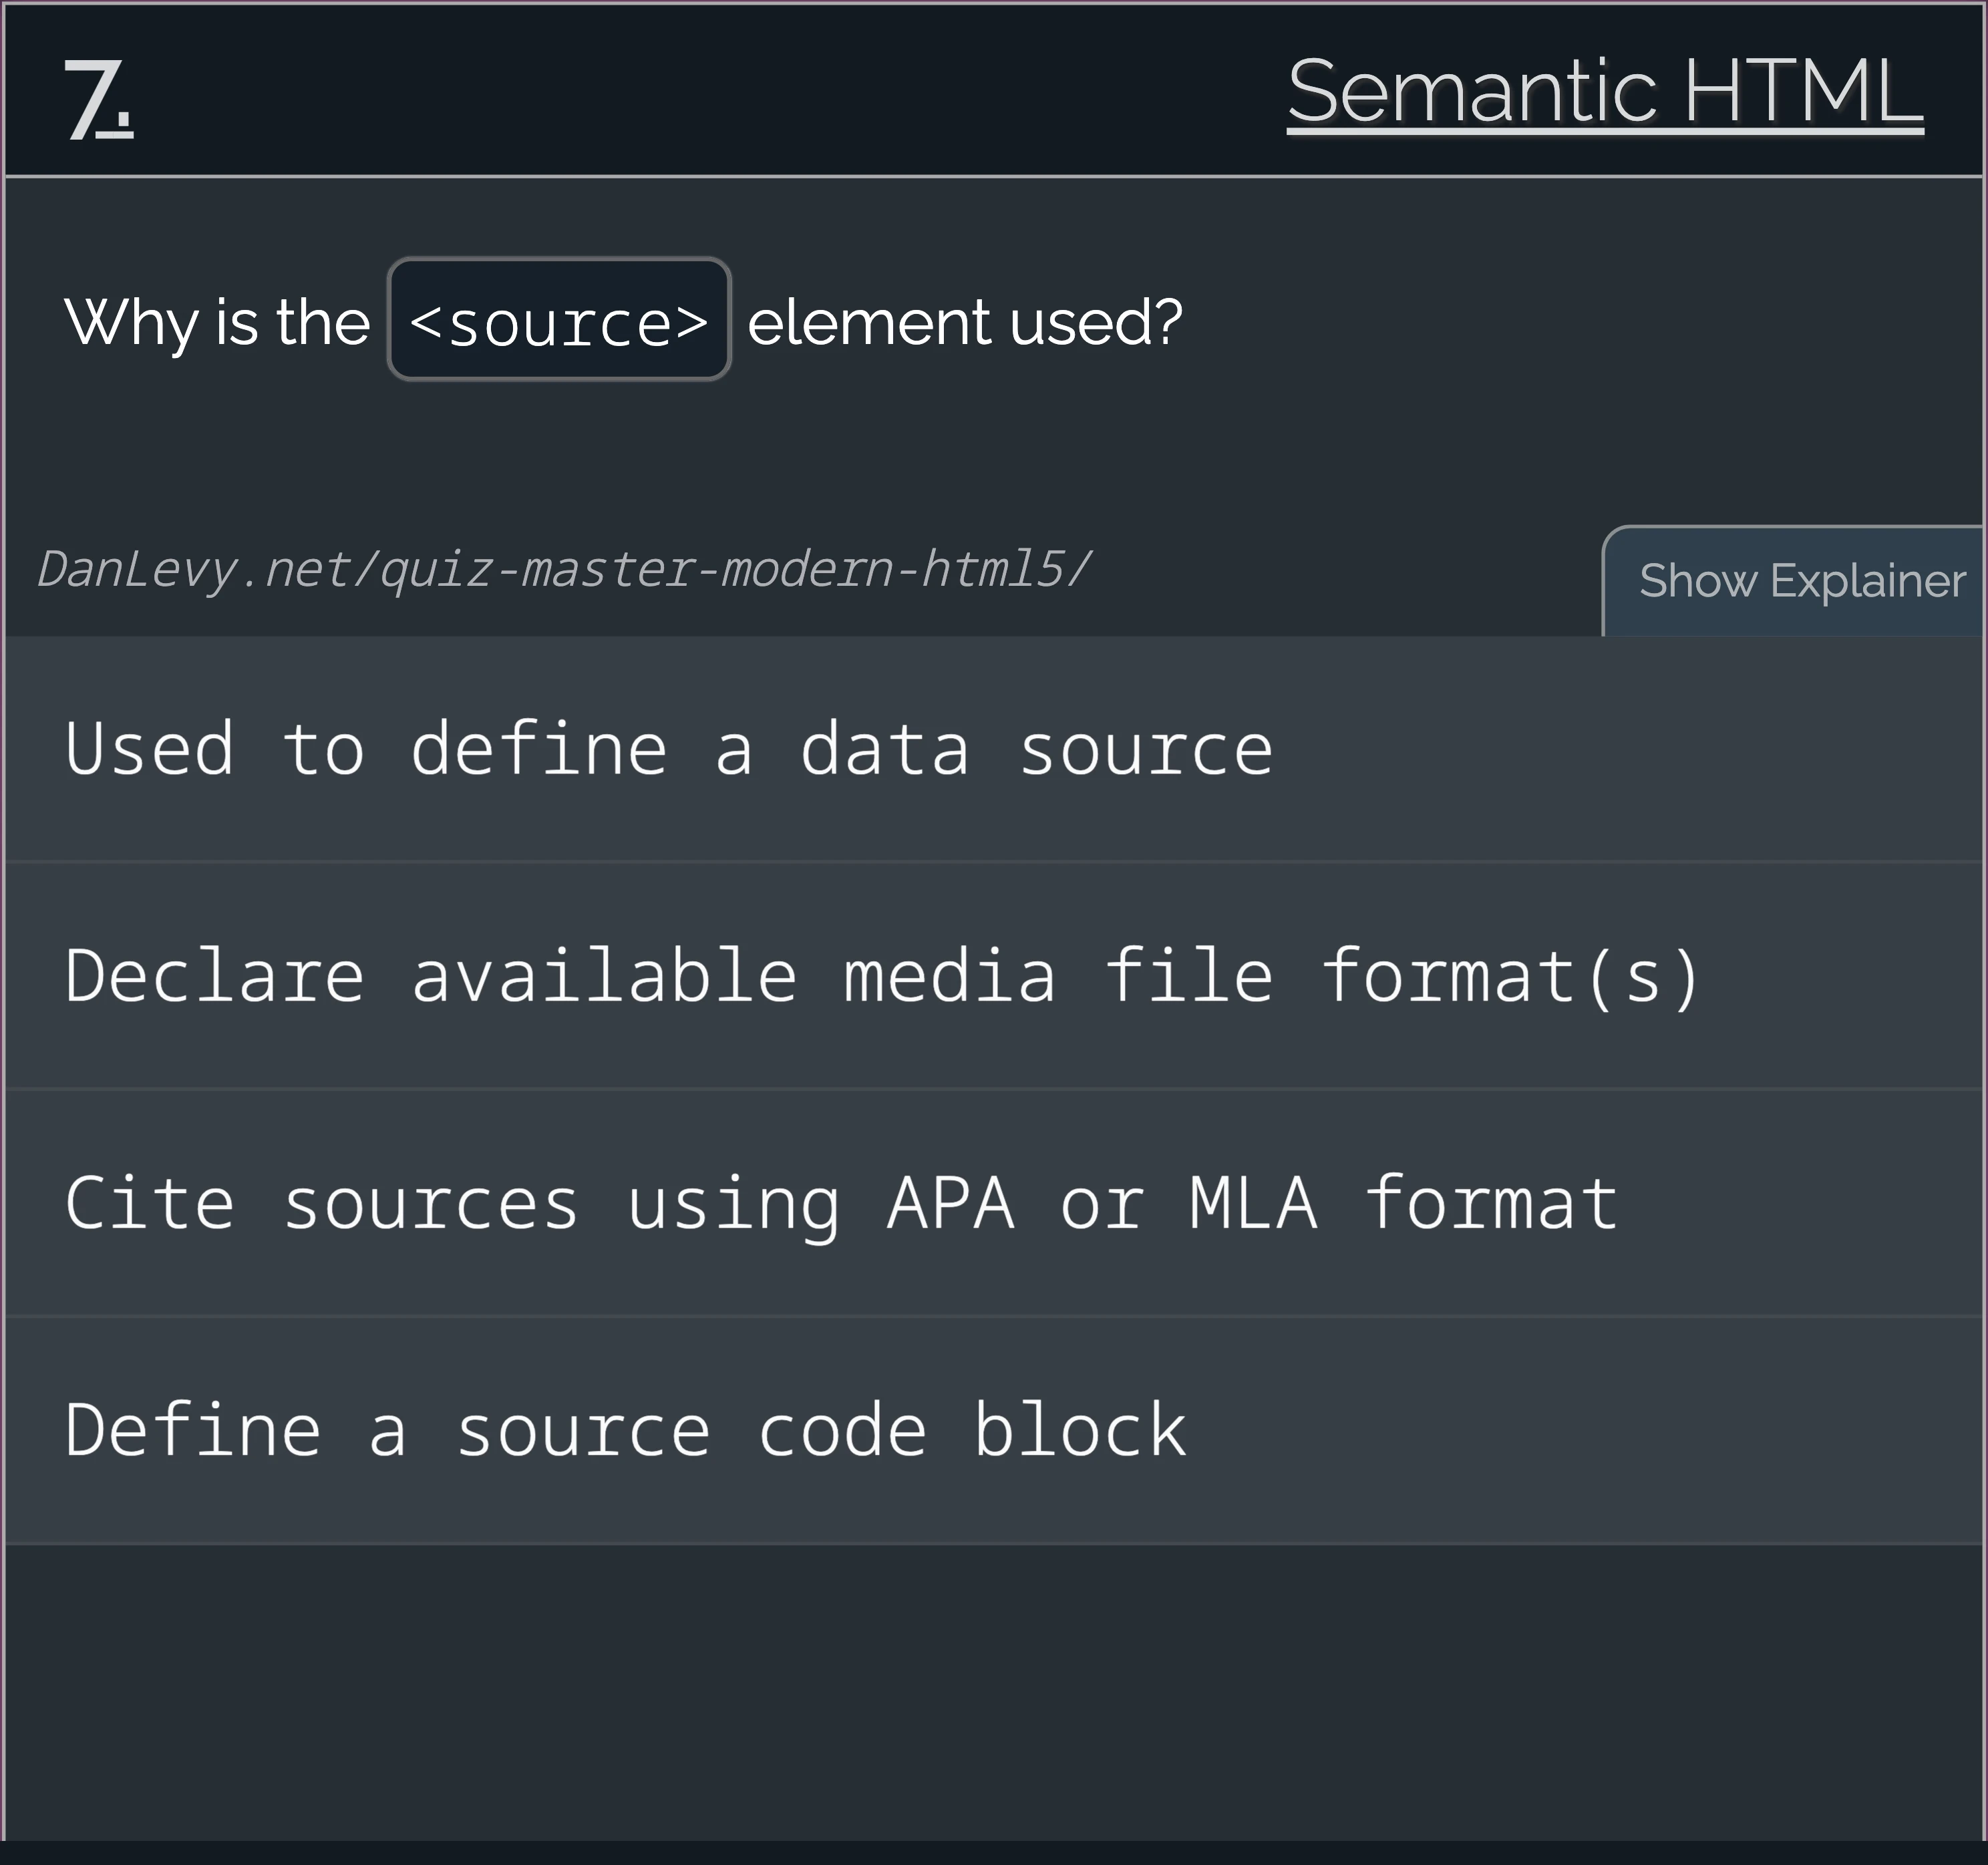 7.
Semantic HTML
Why is the <source> element used?
DanLevy.net/quiz-master-modern-html5/
Show Explainer
Used to define a data source
Declare available media file format(s)
Cite sources using APA or MLA format
Define a source code block